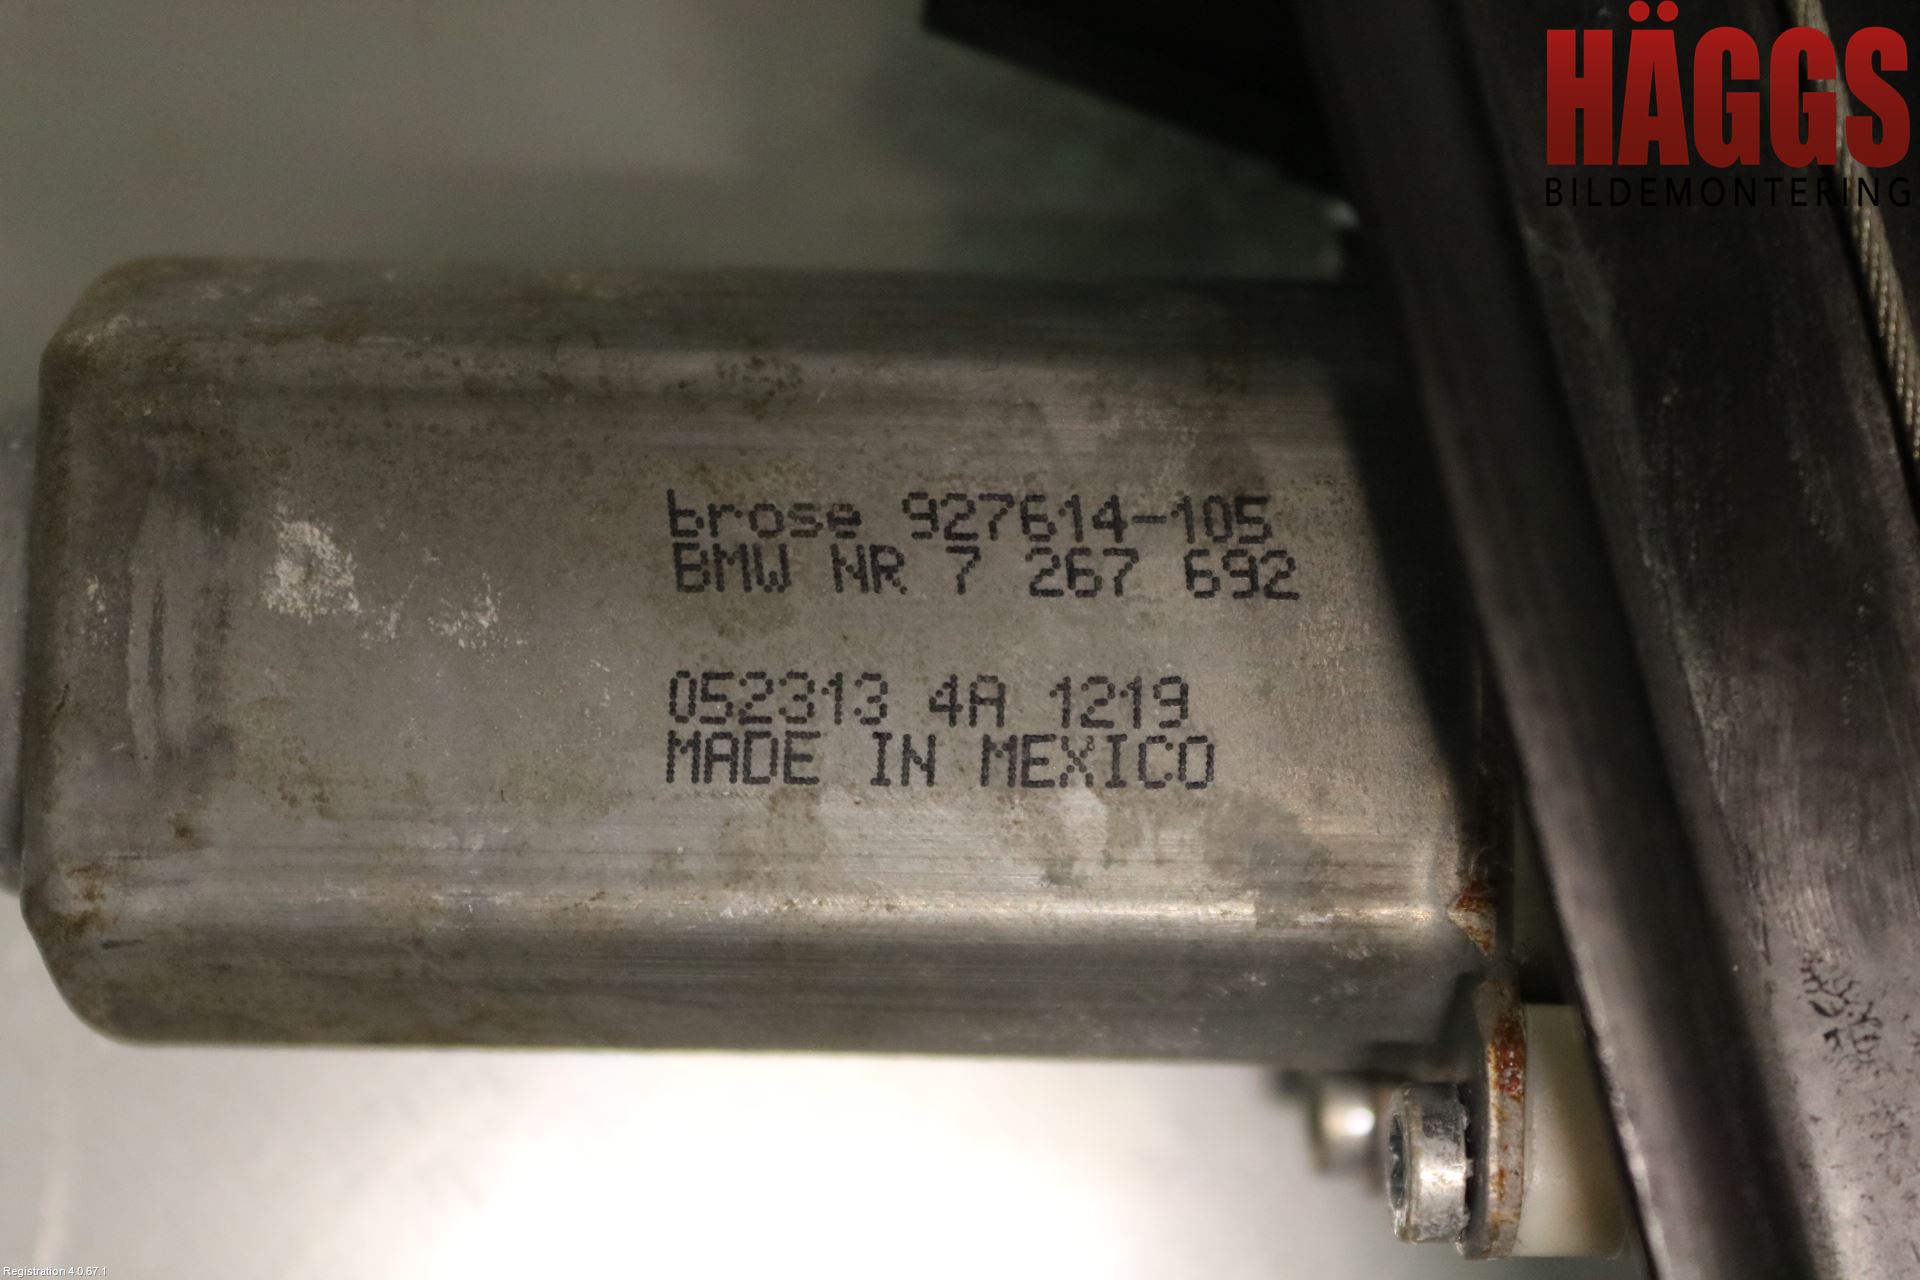 HÄGGS
BILDEMONTERING
brose 927614-105
BMW NR 7 267 692
052313 4A 1219
MADE IN MEXICO
Registration 4.0.67.1